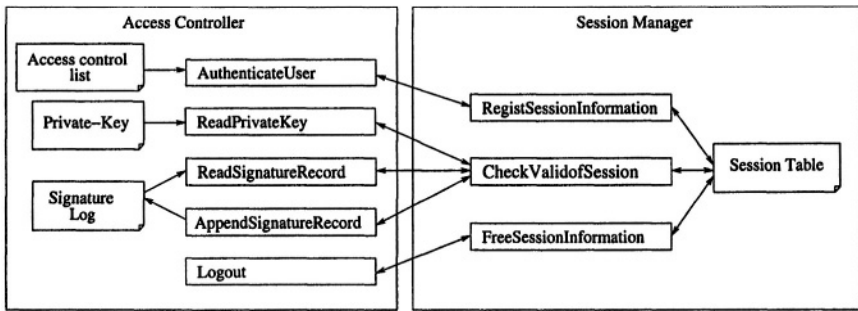 Access Controller
Session Manager
Access control
list
AuthenticateUser
RegistSessionInformation
Private-Key
ReadPrivateKey
ReadSignatureRecord
CheckValidofSession
Session Table
Signature
Log
AppendSignatureRecord
FreeSessionInformation
Logout